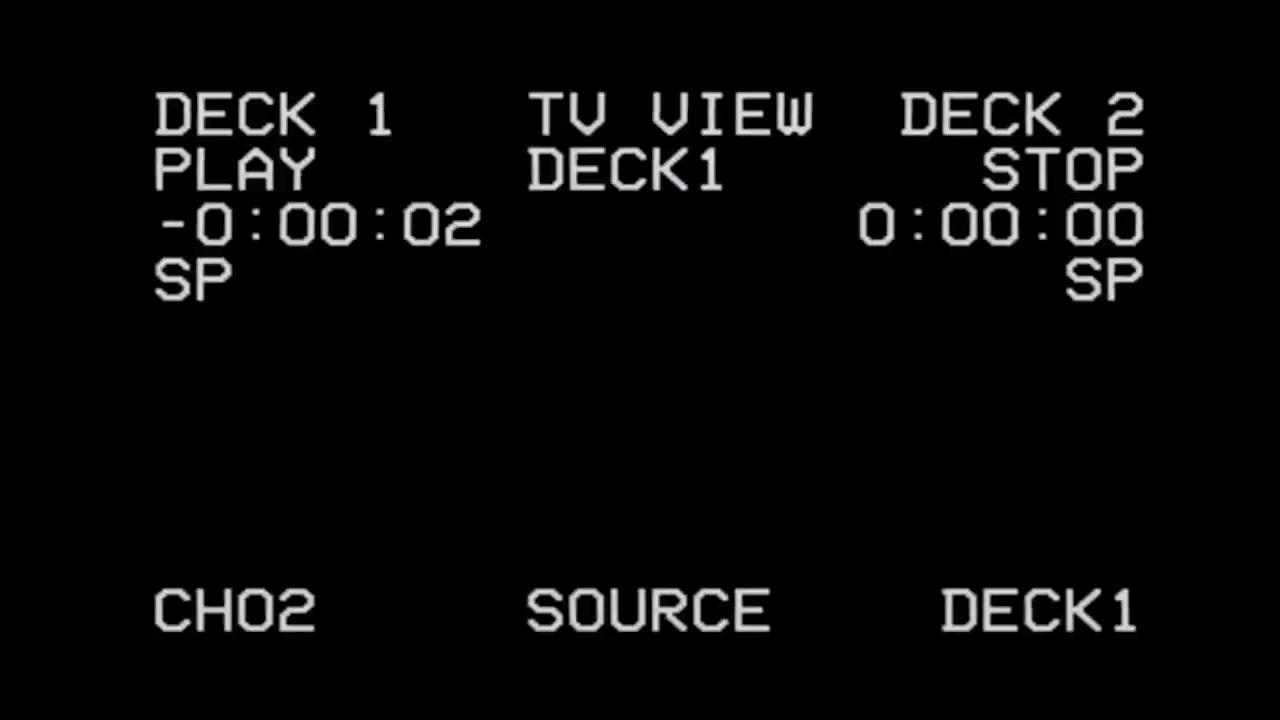 DECK 1 TV VIEW DECK 2
PLAY DECK1 STOP
-0:00:02 0:00:00
SP SP
CH02 SOURCE DECK1